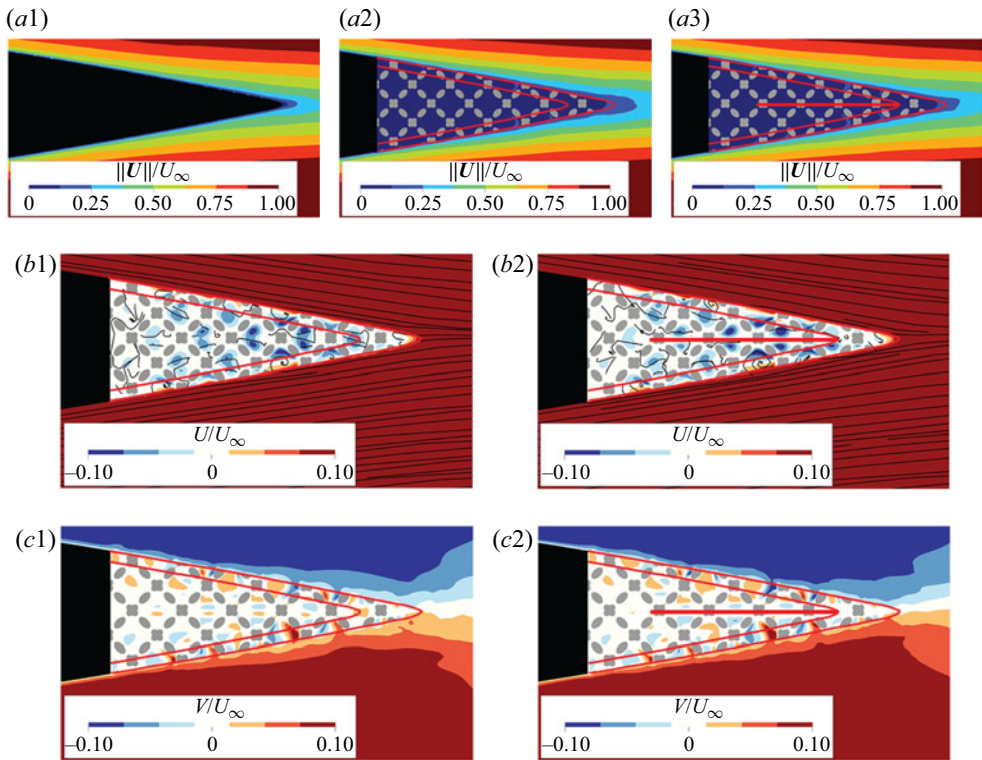 (a1) (a2) (a3)
||U||/U∞ ||U||/U∞ ||U||/U∞
0 0.25 0.50 0.75 1.00 0 0.25 0.50 0.75 1.00 0 0.25 0.50 0.75 1.00
(b1) (b2)
U/U∞ U/U∞
–0.10 0 0.10 –0.10 0 0.10
(c1) (c2)
V/U∞ V/U∞
–0.10 0 0.10 –0.10 0 0.10